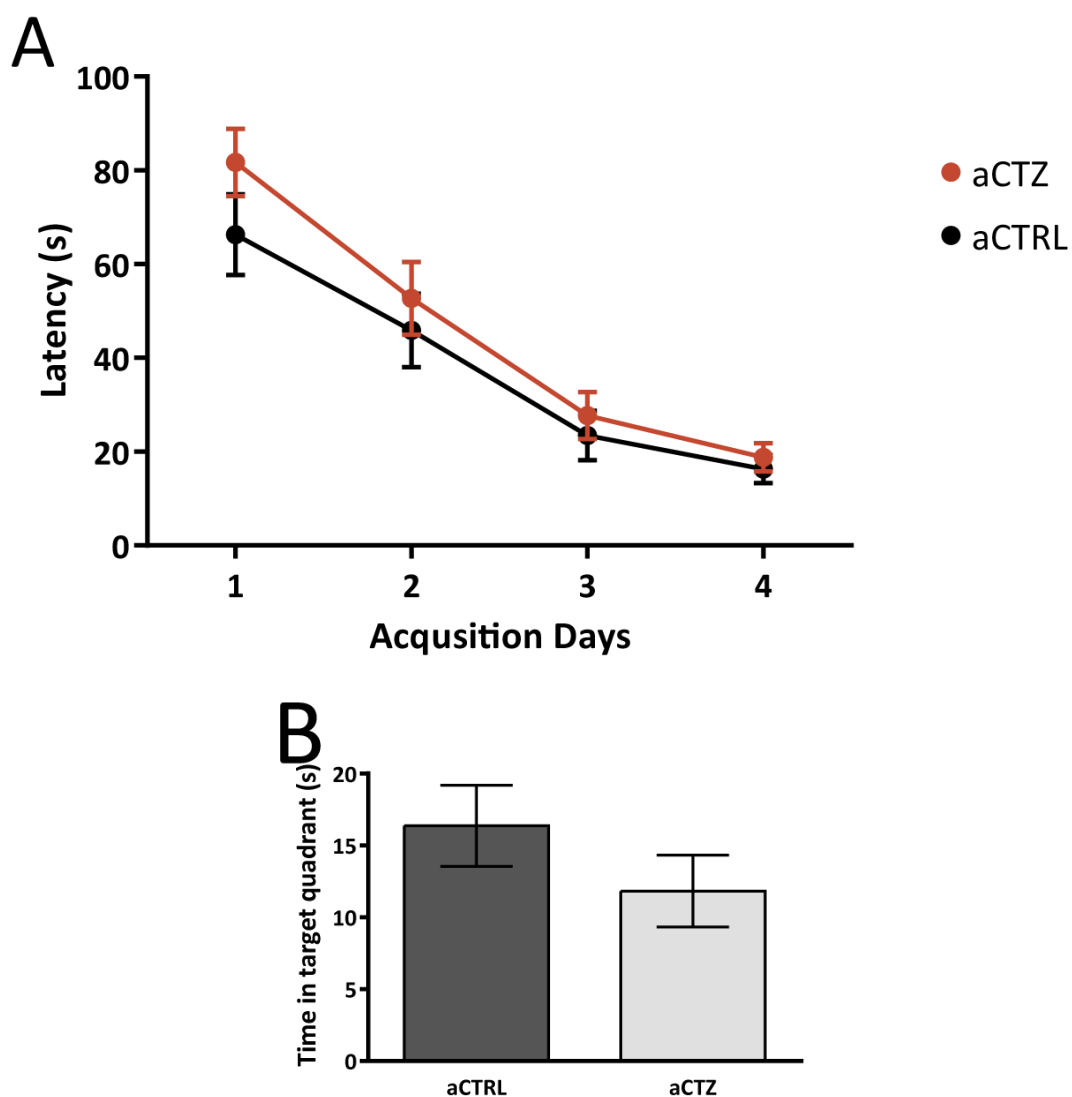 A
100
80
60
40
20
0
Latency (s)
1 2 3 4
Acqusition Days
aCTZ
aCTRL
B
20
15
10
5
0
Time in target quadrant (s)
aCTRL aCTZ